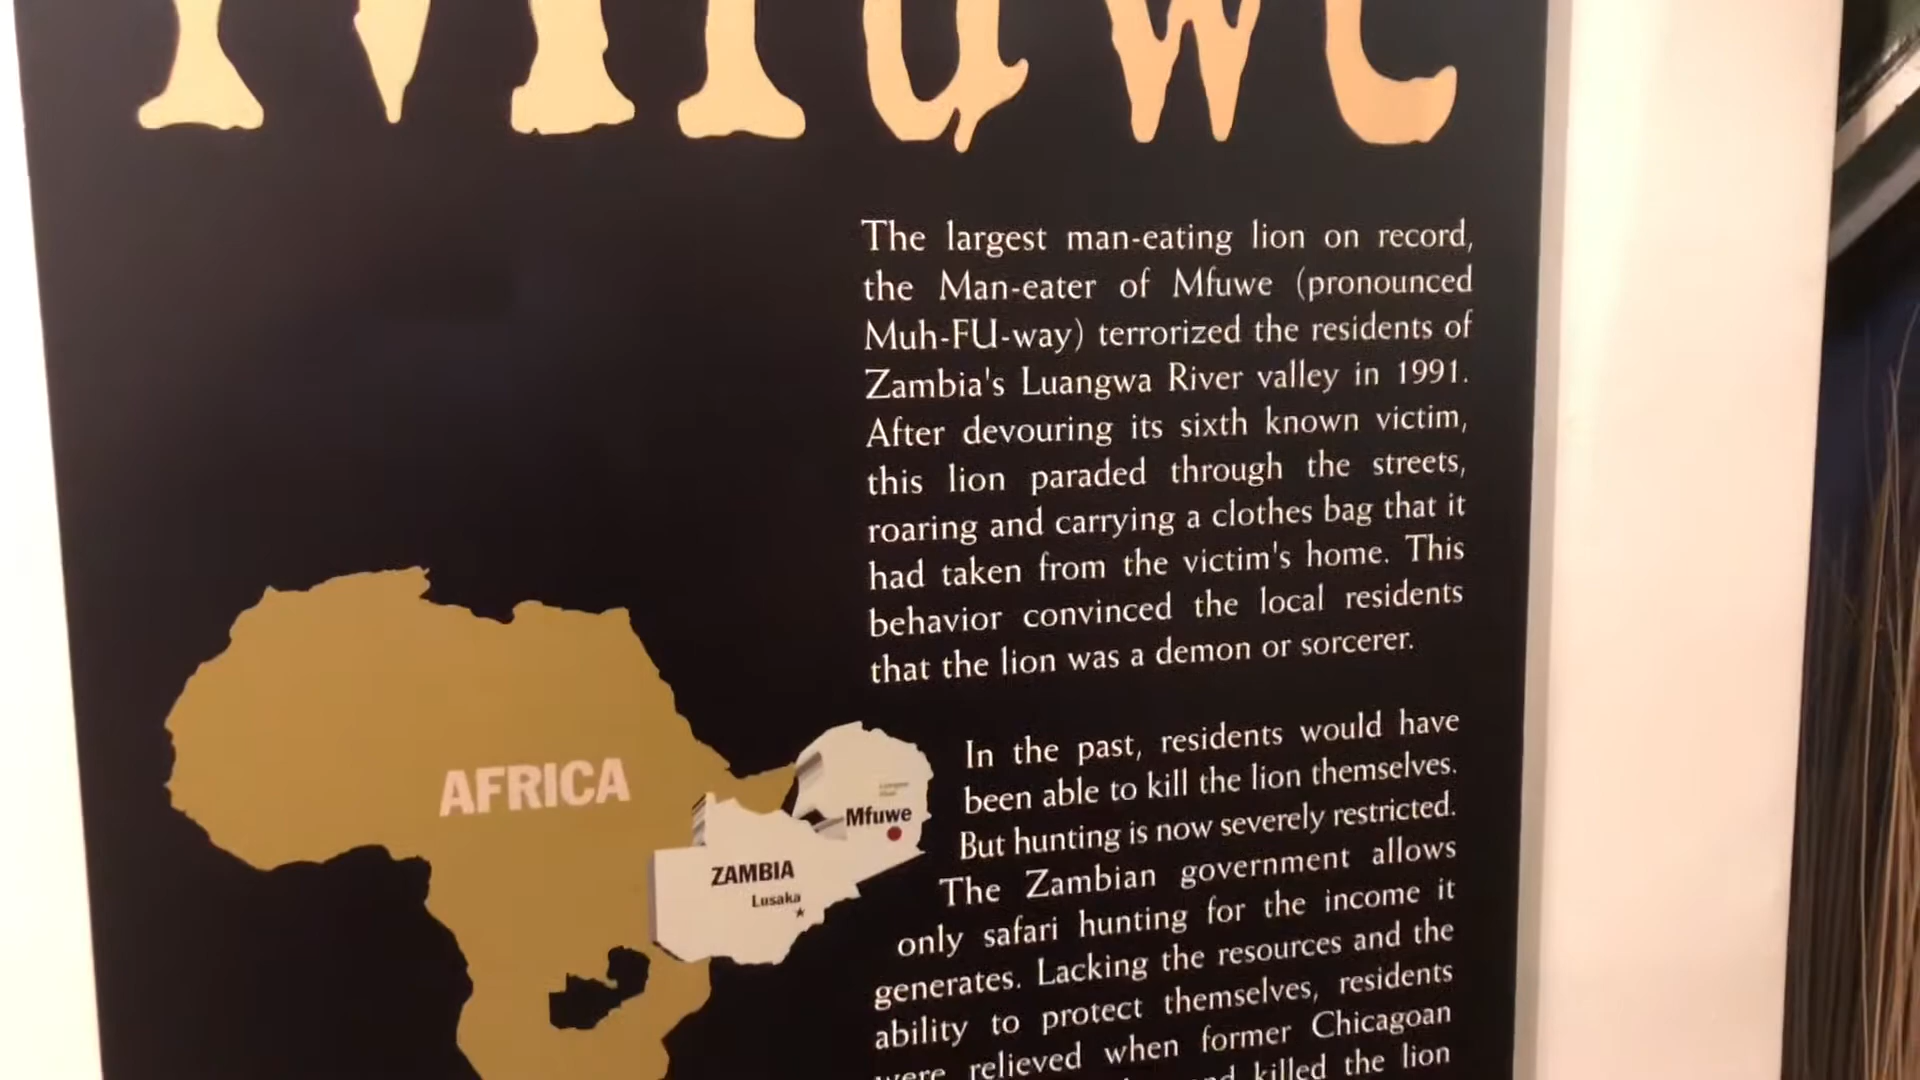 Mfuwe
The largest man-eating lion on record,
the Man-eater of Mfuwe (pronounced
Muh-FU-way) terrorized the residents of
Zambia's Luangwa River valley in 1991.
After devouring its sixth known victim,
this lion paraded through the streets,
roaring and carrying a clothes bag that it
had taken from the victim's home. This
behavior convinced the local residents
that the lion was a demon or sorcerer.
In the past, residents would have
been able to kill the lion themselves.
But hunting is now severely restricted.
The Zambian government allows
only safari hunting for the income it
generates. Lacking the resources and the
ability to protect themselves, residents
were relieved when former Chicagoan
killed the lion
AFRICA
Mfuwe
ZAMBIA
Lusaka